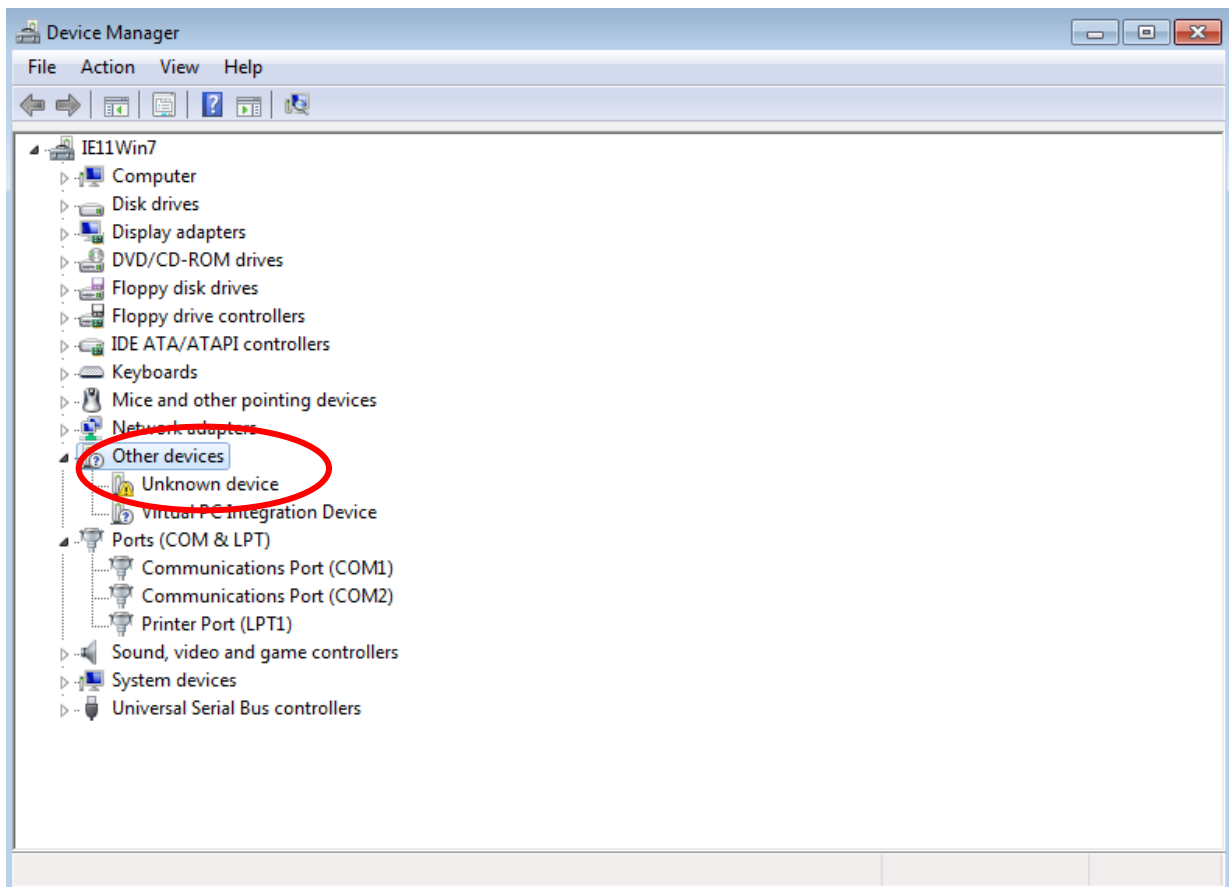 Device Manager
File Action View Help
IE11Win7
Computer
Disk drives
Display adapters
DVD/CD-ROM drives
Floppy disk drives
Floppy drive controllers
IDE ATA/ATAPI controllers
Keyboards
Mice and other pointing devices
Network adapters
Other devices
Unknown device
Virtual PC Integration Device
Ports (COM & LPT)
Communications Port (COM1)
Communications Port (COM2)
Printer Port (LPT1)
Sound, video and game controllers
System devices
Universal Serial Bus controllers